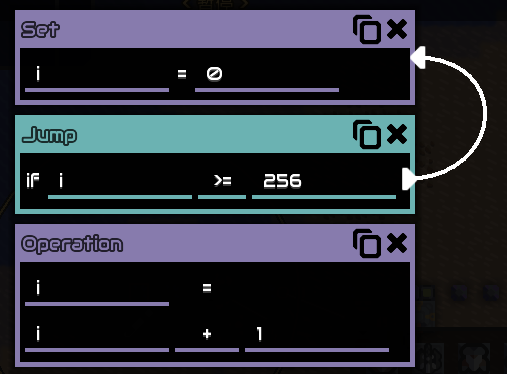 Set
i = 0
Jump
if i >= 256
Operation
i =
i + 1